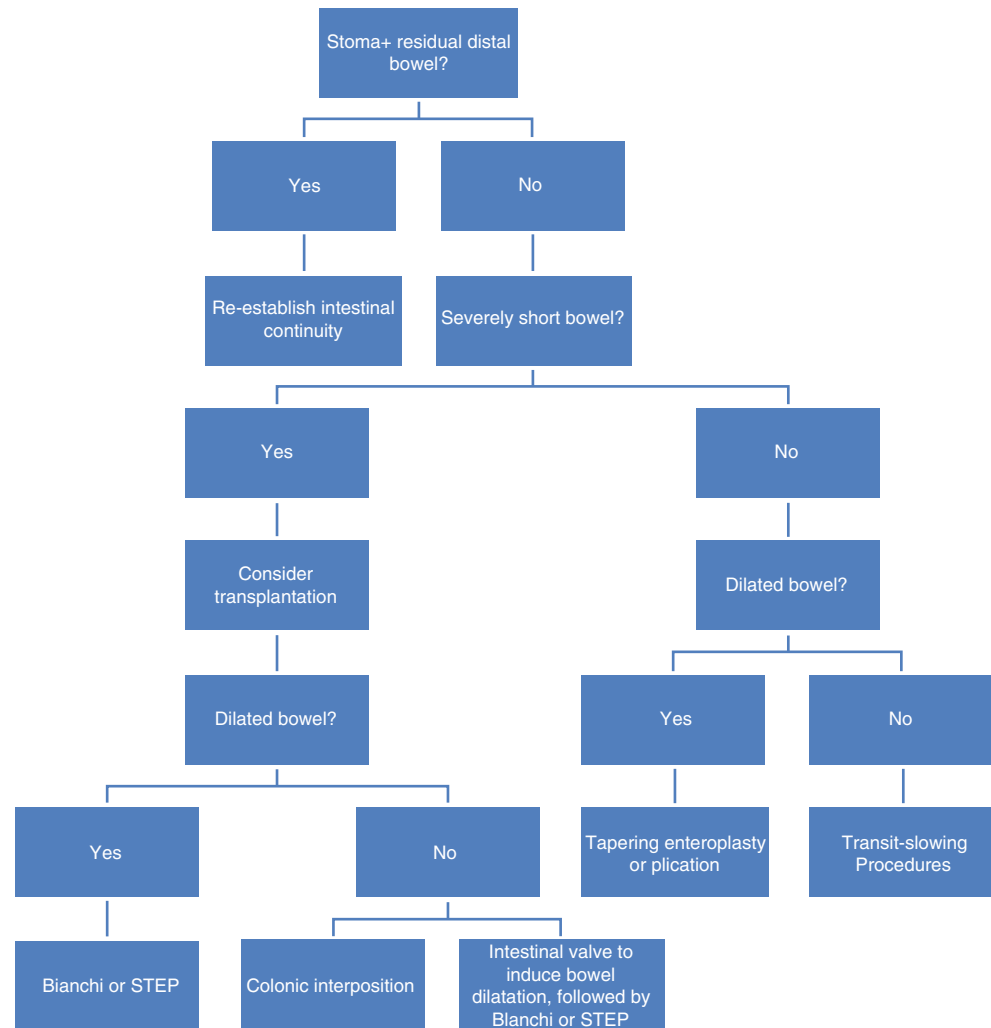 Stoma+ residual distal
bowel?
Yes
No
Re-establish intestinal
continuity
Severely short bowel?
Yes
No
Consider
transplantation
Dilated bowel?
Dilated bowel?
Yes
No
Yes
No
Tapering enteroplasty
or plication
Transit-slowing
Procedures
Bianchi or STEP
Colonic interposition
Intestinal valve to
induce bowel
dilatation, followed by
Blanchi or STEP